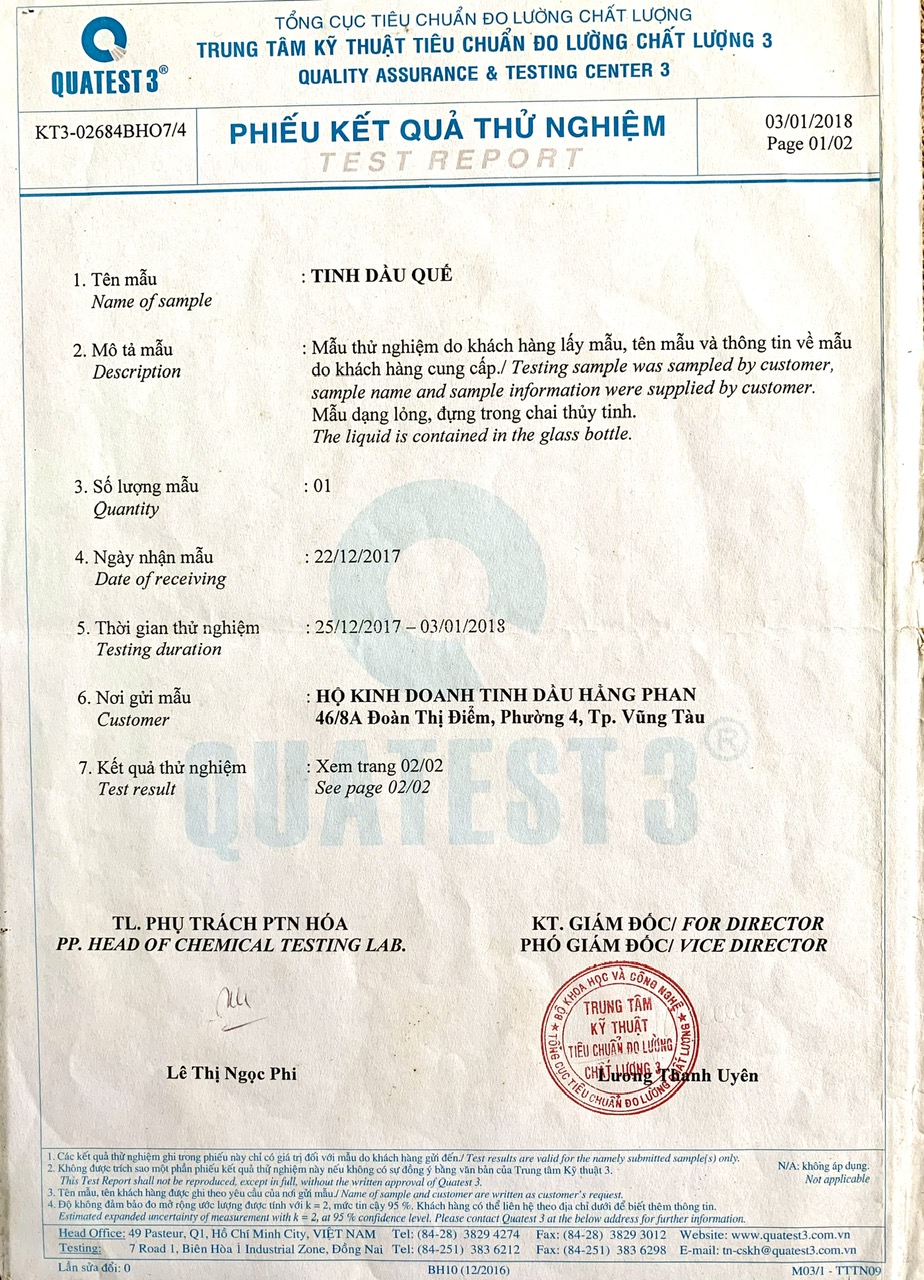 TỔNG CỤC TIÊU CHUẨN ĐO LƯỜNG CHẤT LƯỢNG
TRUNG TÂM KỸ THUẬT TIÊU CHUẨN ĐO LƯỜNG CHẤT LƯỢNG 3
QUALITY ASSURANCE & TESTING CENTER 3
QUATEST 3®
KT3-02684BHO7/4
PHIẾU KẾT QUẢ THỬ NGHIỆM
TEST REPORT
03/01/2018
Page 01/02
1. Tên mẫu : TINH DẦU QUẾ
Name of sample
2. Mô tả mẫu : Mẫu thử nghiệm do khách hàng lấy mẫu, tên mẫu và thông tin về mẫu
Description do khách hàng cung cấp./ Testing sample was sampled by customer,
sample name and sample information were supplied by customer.
Mẫu dạng lỏng, đựng trong chai thủy tinh.
The liquid is contained in the glass bottle.
3. Số lượng mẫu : 01
Quantity
4. Ngày nhận mẫu : 22/12/2017
Date of receiving
5. Thời gian thử nghiệm : 25/12/2017 – 03/01/2018
Testing duration
6. Nơi gửi mẫu : HỘ KINH DOANH TINH DẦU HẰNG PHAN
Customer 46/8A Đoàn Thị Điểm, Phường 4, Tp. Vũng Tàu
7. Kết quả thử nghiệm : Xem trang 02/02
Test result See page 02/02
QUATEST 3®
TL. PHỤ TRÁCH PTN HÓA
PP. HEAD OF CHEMICAL TESTING LAB.
Lê Thị Ngọc Phi
KT. GIÁM ĐỐC/ FOR DIRECTOR
PHÓ GIÁM ĐỐC/ VICE DIRECTOR
BỘ KHOA HỌC VÀ CÔNG NGHỆ
TRUNG TÂM
KỸ THUẬT
TIÊU CHUẨN ĐO LƯỜNG
CHẤT LƯỢNG 3
TỔNG CỤC TIÊU CHUẨN ĐO LƯỜNG CHẤT LƯỢNG
Lương Thanh Uyên
1. Các kết quả thử nghiệm ghi trong phiếu này chỉ có giá trị đối với mẫu do khách hàng gửi đến./ Test results are valid for the namely submitted sample(s) only.
2. Không được trích sao một phần phiếu kết quả thử nghiệm này nếu không có sự đồng ý bằng văn bản của Trung tâm Kỹ thuật 3.
This Test Report shall not be reproduced, except in full, without the written approval of Quatest 3.
3. Tên mẫu, tên khách hàng được ghi theo yêu cầu của nơi gửi mẫu./ Name of sample and customer are written as customer's request.
4. Độ không đảm bảo đo mở rộng ước lượng được tính với k = 2, mức tin cậy 95 %. Khách hàng có thể liên hệ theo địa chỉ dưới để biết thêm thông tin.
Estimated expanded uncertainty of measurement with k = 2, at 95 % confidence level. Please contact Quatest 3 at the below address for further information.
N/A: không áp dụng.
Not applicable
Head Office: 49 Pasteur, Q1, Hồ Chí Minh City, VIỆT NAM Tel: (84-28) 3829 4274 Fax: (84-28) 3829 3012 Website: www.quatest3.com.vn
Testing: 7 Road 1, Biên Hòa 1 Industrial Zone, Đồng Nai Tel: (84-251) 383 6212 Fax: (84-251) 383 6298 E-mail: tn-cskh@quatest3.com.vn
Lần sửa đổi: 0 BH10 (12/2016) M03/1 - TTTN09